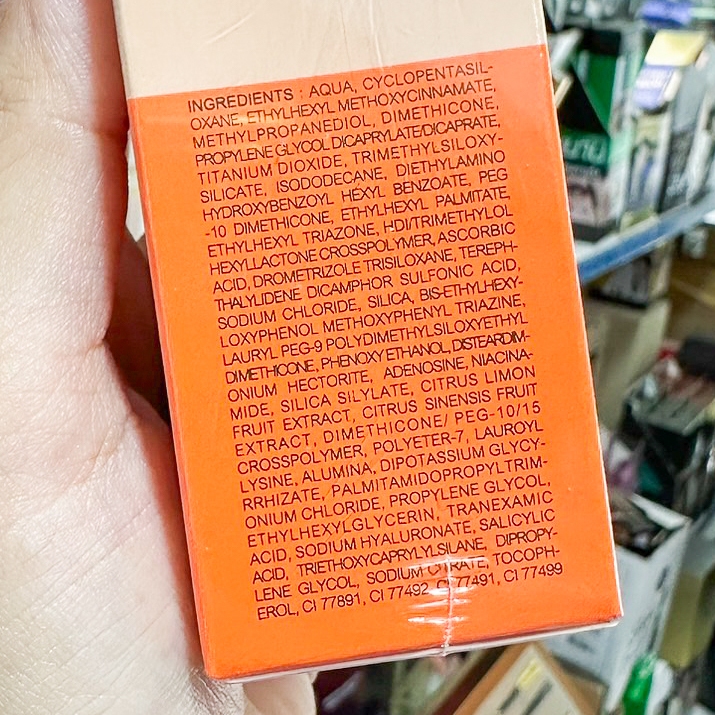 INGREDIENTS : AQUA, CYCLOPENTASIL-
OXANE, ETHYLHEXYL METHOXYCINNAMATE,
METHYLPROPANEDIOL, DIMETHICONE,
PROPYLENE GLYCOL DICAPRYLATE/DICAPRATE,
TITANIUM DIOXIDE, TRIMETHYLSILOXY-
SILICATE, ISODODECANE, DIETHYLAMINO
HYDROXYBENZOYL HEXYL BENZOATE, PEG
-10 DIMETHICONE, ETHYLHEXYL PALMITATE,
ETHYLHEXYL TRIAZONE, HDI/TRIMETHYLOL
HEXYLLACTONE CROSSPOLYMER, ASCORBIC
ACID, DROMETRIZOLE TRISILOXANE, TEREPH-
THALYLIDENE DICAMPHOR SULFONIC ACID,
SODIUM CHLORIDE, SILICA, BIS-ETHYLHEXY-
LOXYPHENOL METHOXYPHENYL TRIAZINE,
LAURYL PEG-9 POLYDIMETHYLSILOXYETHYL
DIMETHICONE, PHENOXYETHANOL, DISTEARDIM-
ONIUM HECTORITE, ADENOSINE, NIACINA-
MIDE, SILICA SILYLATE, CITRUS LIMON
FRUIT EXTRACT, CITRUS SINENSIS FRUIT
EXTRACT, DIMETHICONE/ PEG-10/15
CROSSPOLYMER, POLYETER-7, LAUROYL
LYSINE, ALUMINA, DIPOTASSIUM GLYCY-
RRHIZATE, PALMITAMIDOPROPYLTRIM-
ONIUM CHLORIDE, PROPYLENE GLYCOL,
ETHYLHEXYLGLYCERIN, TRANEXAMIC
ACID, SODIUM HYALURONATE, SALICYLIC
ACID, TRIETHOXYCAPRYLYLSILANE, DIPROPY-
LENE GLYCOL, SODIUM CITRATE, TOCOPH-
EROL, CI 77891, CI 77492, CI 77491, CI 77499